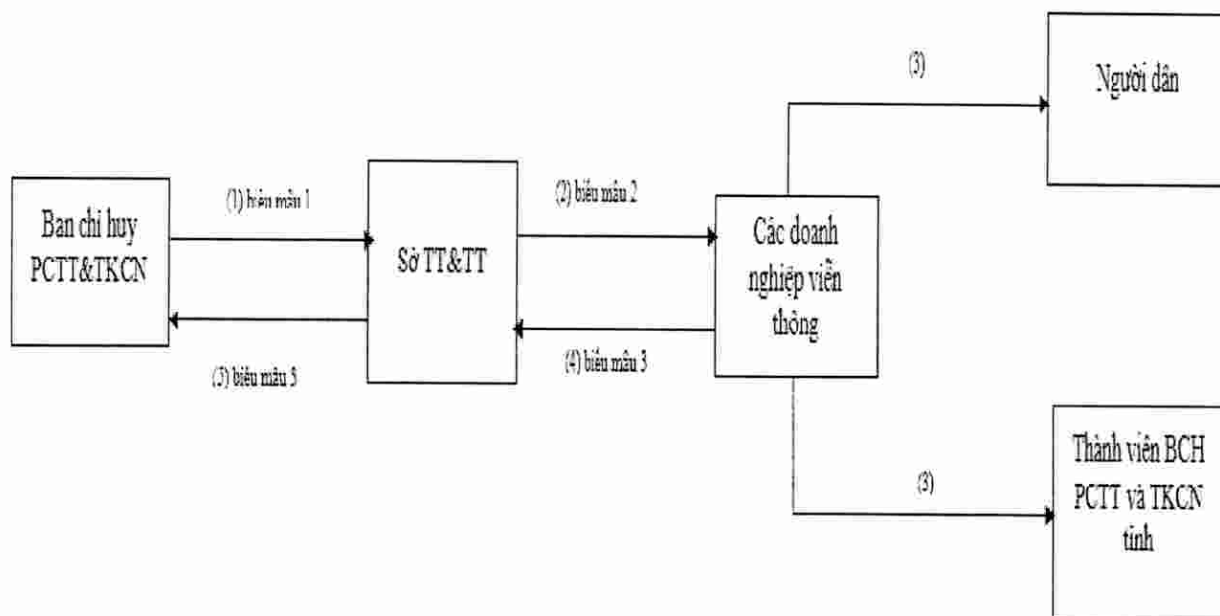 Ban chỉ huy
PCTT&TKCN
(1) biểu mẫu 1
(5) biểu mẫu 3
Sở TT&TT
(2) biểu mẫu 2
(4) biểu mẫu 3
Các doanh
nghiệp viễn
thông
(3)
Người dân
(3)
Thành viên BCH
PCTT và TKCN
tỉnh